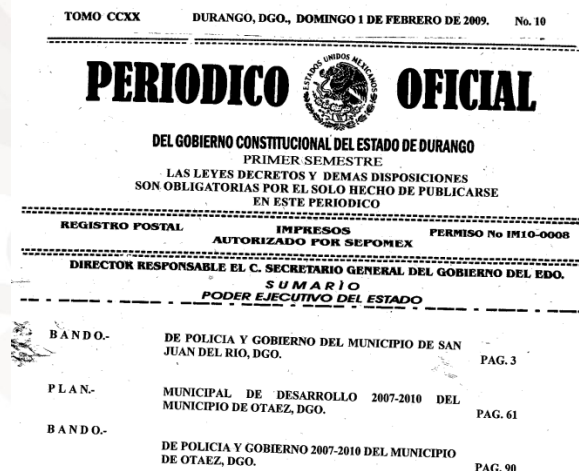 TOMO CCXX DURANGO, DGO., DOMINGO 1 DE FEBRERO DE 2009. No. 10
PERIODICO OFICIAL
ESTADOS UNIDOS MEXICANOS
DEL GOBIERNO CONSTITUCIONAL DEL ESTADO DE DURANGO
PRIMER SEMESTRE
LAS LEYES DECRETOS Y DEMAS DISPOSICIONES
SON OBLIGATORIAS POR EL SOLO HECHO DE PUBLICARSE
EN ESTE PERIODICO
REGISTRO POSTAL IMPRESOS PERMISO No IM10-0008
AUTORIZADO POR SEPOMEX
DIRECTOR RESPONSABLE EL C. SECRETARIO GENERAL DEL GOBIERNO DEL EDO.
SUMARIO
PODER EJECUTIVO DEL ESTADO
BANDO.- DE POLICIA Y GOBIERNO DEL MUNICIPIO DE SAN
JUAN DEL RIO, DGO. PAG. 3
PLAN.- MUNICIPAL DE DESARROLLO 2007-2010 DEL
MUNICIPIO DE OTAEZ, DGO. PAG. 61
BANDO.-
DE POLICIA Y GOBIERNO 2007-2010 DEL MUNICIPIO
DE OTAEZ, DGO. PAG. 90